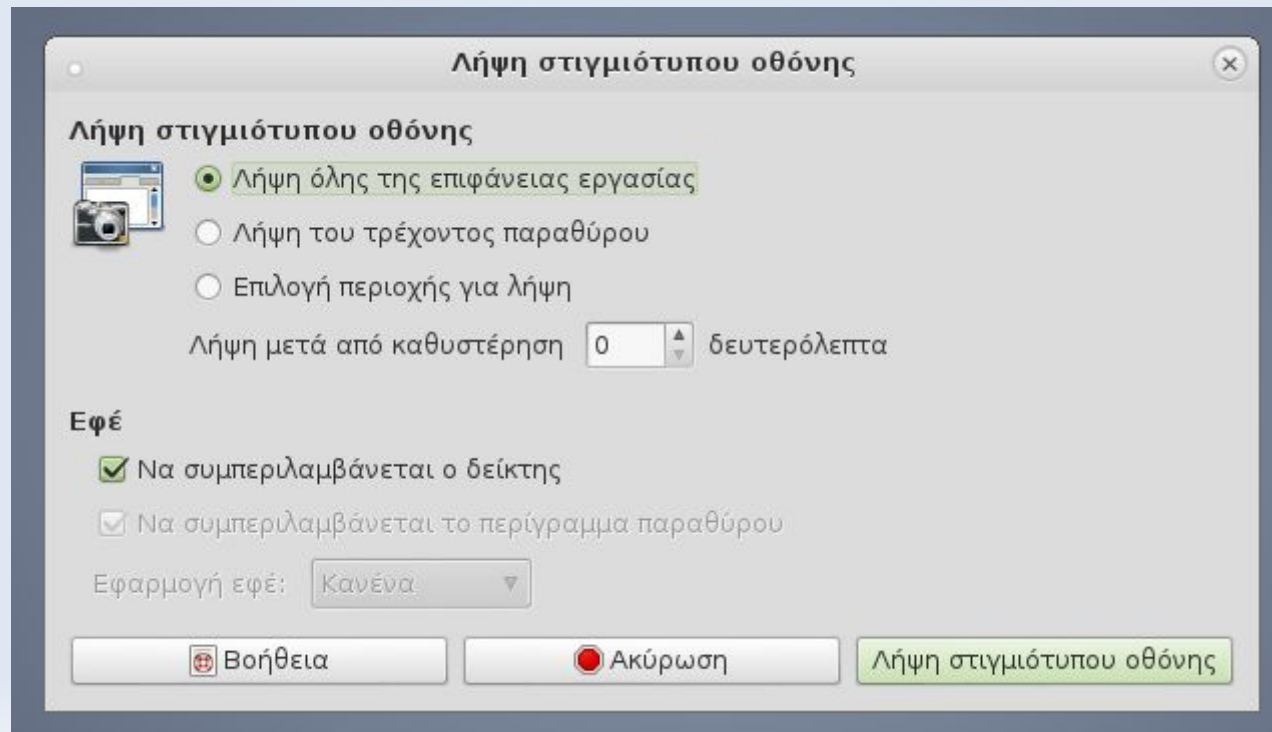 Λήψη στιγμιότυπου οθόνης
Λήψη στιγμιότυπου οθόνης
Λήψη όλης της επιφάνειας εργασίας
Λήψη του τρέχοντος παραθύρου
Επιλογή περιοχής για λήψη
Λήψη μετά από καθυστέρηση 0 δευτερόλεπτα
Εφέ
Να συμπεριλαμβάνεται ο δείκτης
Να συμπεριλαμβάνεται το περίγραμμα παραθύρου
Εφαρμογή εφέ: Κανένα
Βοήθεια Ακύρωση Λήψη στιγμιότυπου οθόνης